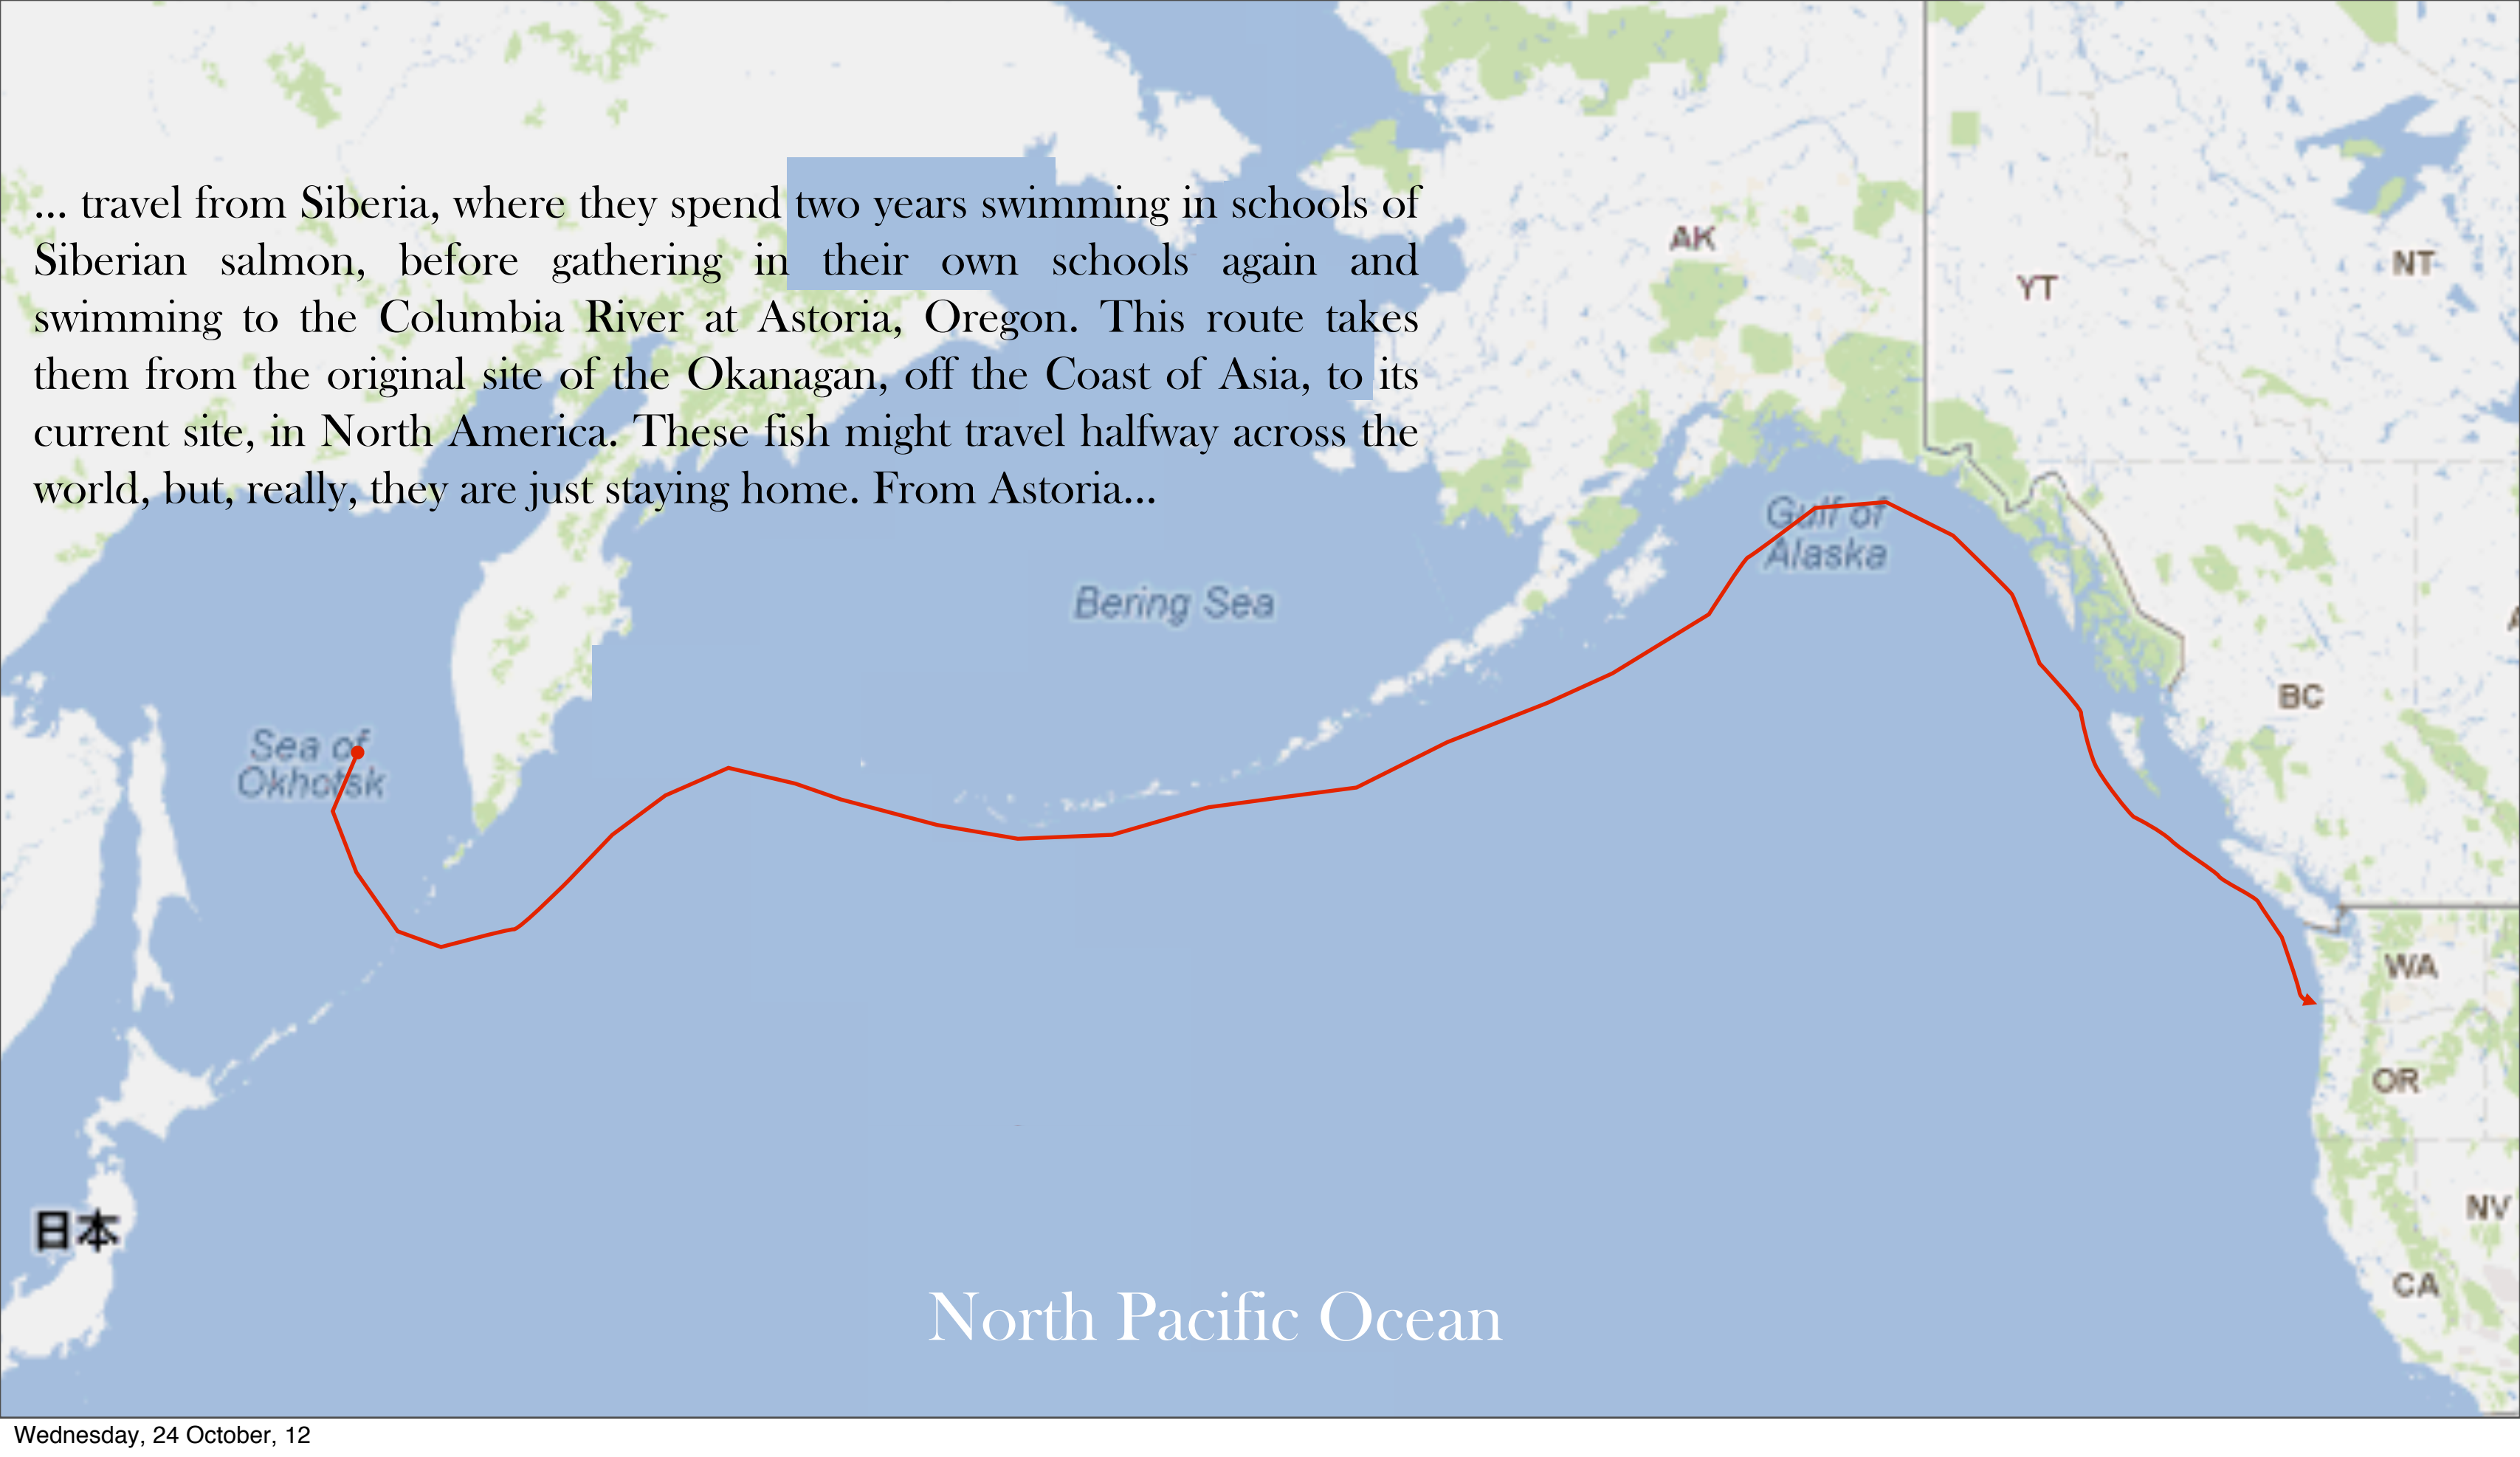 ... travel from Siberia, where they spend two years swimming in schools of
Siberian salmon, before gathering in their own schools again and
swimming to the Columbia River at Astoria, Oregon. This route takes
them from the original site of the Okanagan, off the Coast of Asia, to its
current site, in North America. These fish might travel halfway across the
world, but, really, they are just staying home. From Astoria...
AK
YT
NT
Gulf of
Alaska
Bering Sea
BC
Sea of
Okhotsk
WA
OR
日本
NV
CA
North Pacific Ocean
Wednesday, 24 October, 12